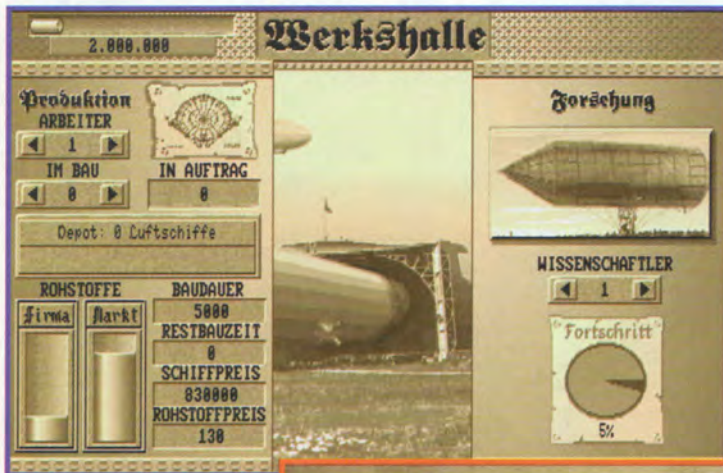 2.000.000
Werkshalle
Produktion
ARBEITER
1
IM BAU
0
IN AUFTRAG
0
Depot: 0 Luftschiffe
ROHSTOFFE
Firma
Markt
BAUDAUER
5000
RESTBAUZEIT
0
SCHIFFPREIS
830000
ROHSTOFFPREIS
130
Forschung
WISSENSCHAFTLER
1
Fortschritt
5%